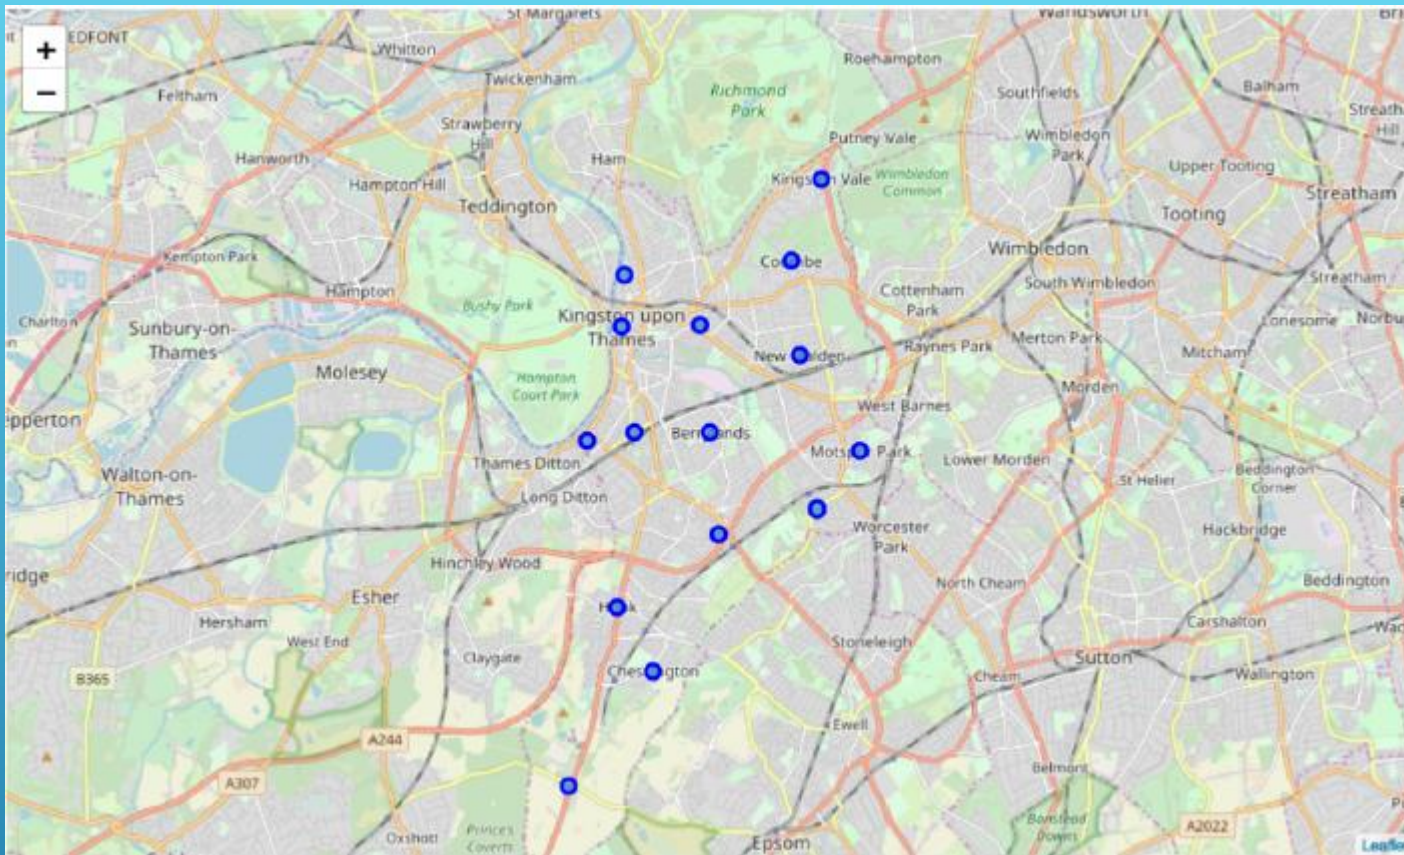 St Margarets
Wandsworth
EDFONT
Whitton
Roehampton
Twickenham
Richmond
Park
Southfields
Balham
Feltham
Strawberry
Hill
Putney Vale
Wimbledon
Park
Hanworth
Ham
Upper Tooting
Hampton Hill
Wimbledon
Common
Streatham
Teddington
Tooting
Kempton Park
Wimbledon
Streatham
Hampton
Bushy Park
Cottenham
Park
South Wimbledon
Charlton
Sunbury-on-
Thames
Kingston upon
Thames
Lonesome
Raynes Park
Merton Park
Mitcham
Molesey
Hampton
Court Park
Morden
West Barnes
epperton
Thames Ditton
Lower Morden
Beddington
Corner
Walton-on-
Thames
St Helier
Long Ditton
Worcester
Park
Hackbridge
Hinchley Wood
ridge
North Cheam
Beddington
Esher
Hersham
Carshalton
West End
Stoneleigh
Claygate
Sutton
B365
Cheam
Wallington
Ewell
A244
Belmont
A307
Oxshott
Prince's
Coverts
Epsom
Banstead
Downs
A2022